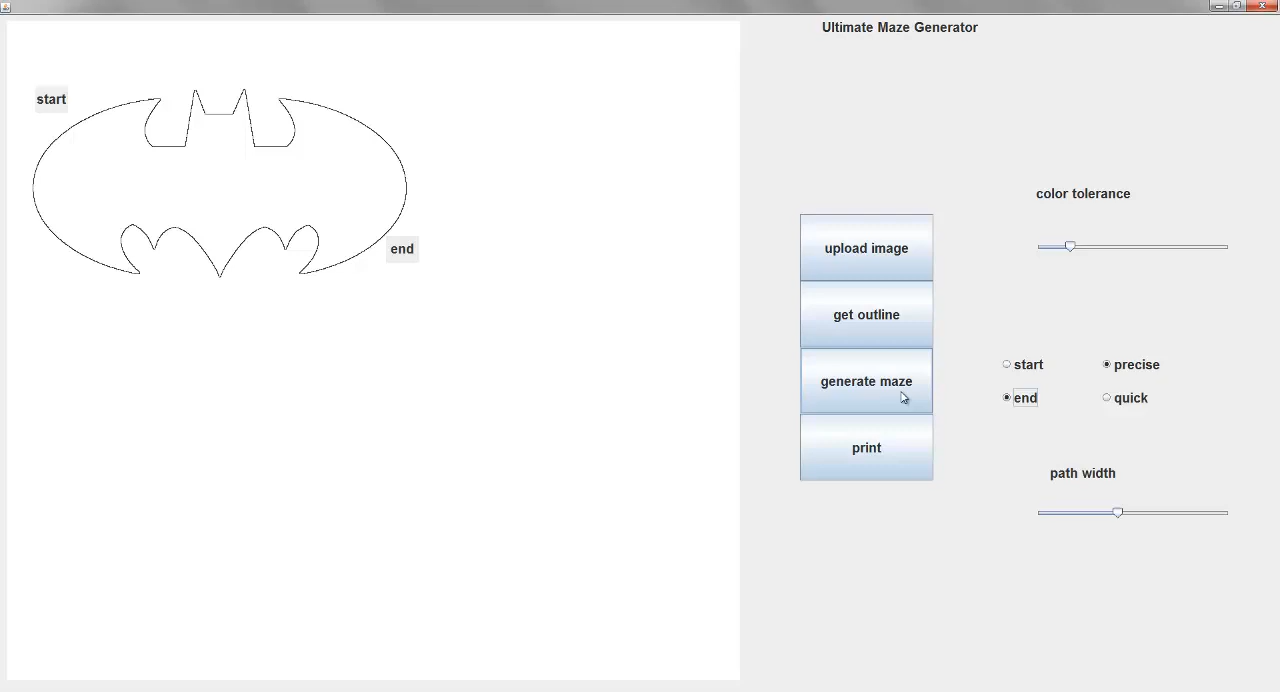 Ultimate Maze Generator
start
end
upload image
get outline
generate maze
print
color tolerance
start
precise
end
quick
path width